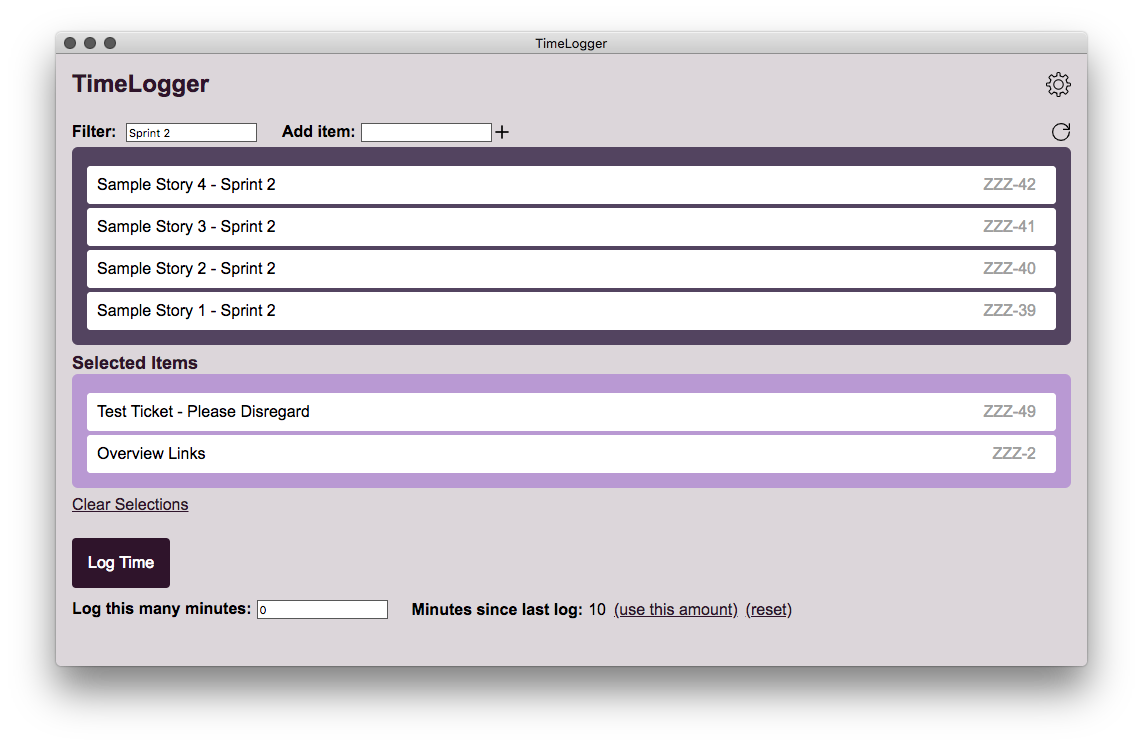 TimeLogger
TimeLogger
Filter: Sprint 2 Add item:
Sample Story 4 - Sprint 2 ZZZ-42
Sample Story 3 - Sprint 2 ZZZ-41
Sample Story 2 - Sprint 2 ZZZ-40
Sample Story 1 - Sprint 2 ZZZ-39
Selected Items
Test Ticket - Please Disregard ZZZ-49
Overview Links ZZZ-2
Clear Selections
Log Time
Log this many minutes: 0 Minutes since last log: 10 (use this amount) (reset)